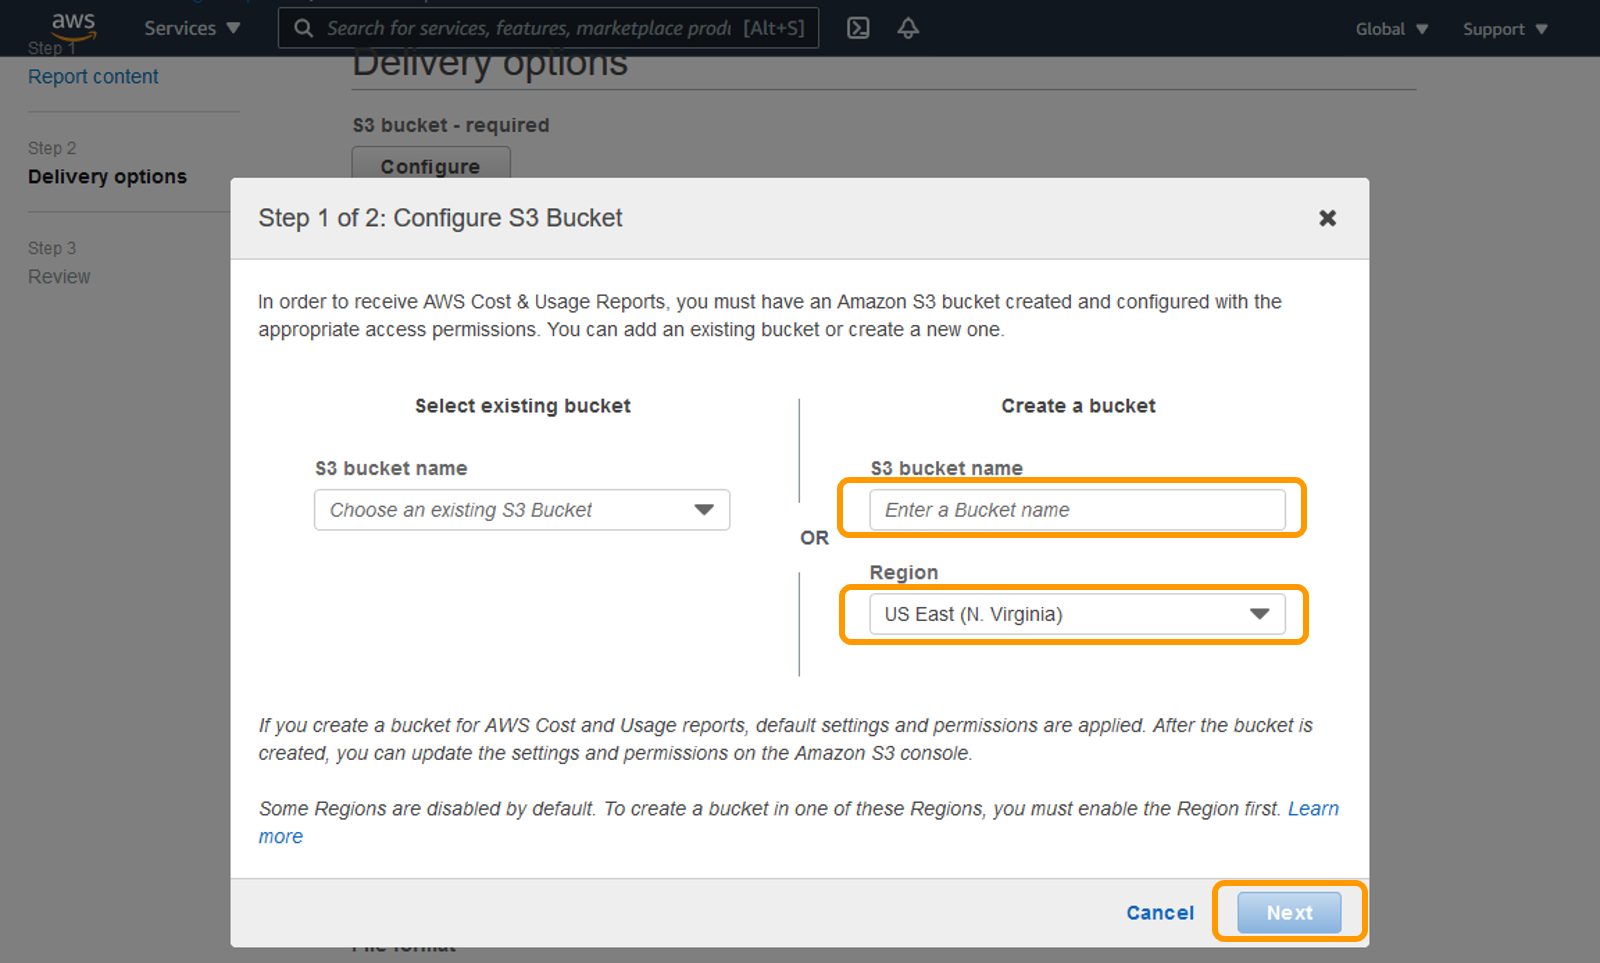 aws
Services
Search for services, features, marketplace produ
[Alt+S]
Global
Support
Step 1
Report content
Step 2
Delivery options
Step 3
Review
Delivery options
S3 bucket - required
Configure
Step 1 of 2: Configure S3 Bucket
In order to receive AWS Cost & Usage Reports, you must have an Amazon S3 bucket created and configured with the
appropriate access permissions. You can add an existing bucket or create a new one.
Select existing bucket
S3 bucket name
Choose an existing S3 Bucket
OR
Create a bucket
S3 bucket name
Enter a Bucket name
Region
US East (N. Virginia)
If you create a bucket for AWS Cost and Usage reports, default settings and permissions are applied. After the bucket is
created, you can update the settings and permissions on the Amazon S3 console.
Some Regions are disabled by default. To create a bucket in one of these Regions, you must enable the Region first. Learn
more
Cancel
Next
File format